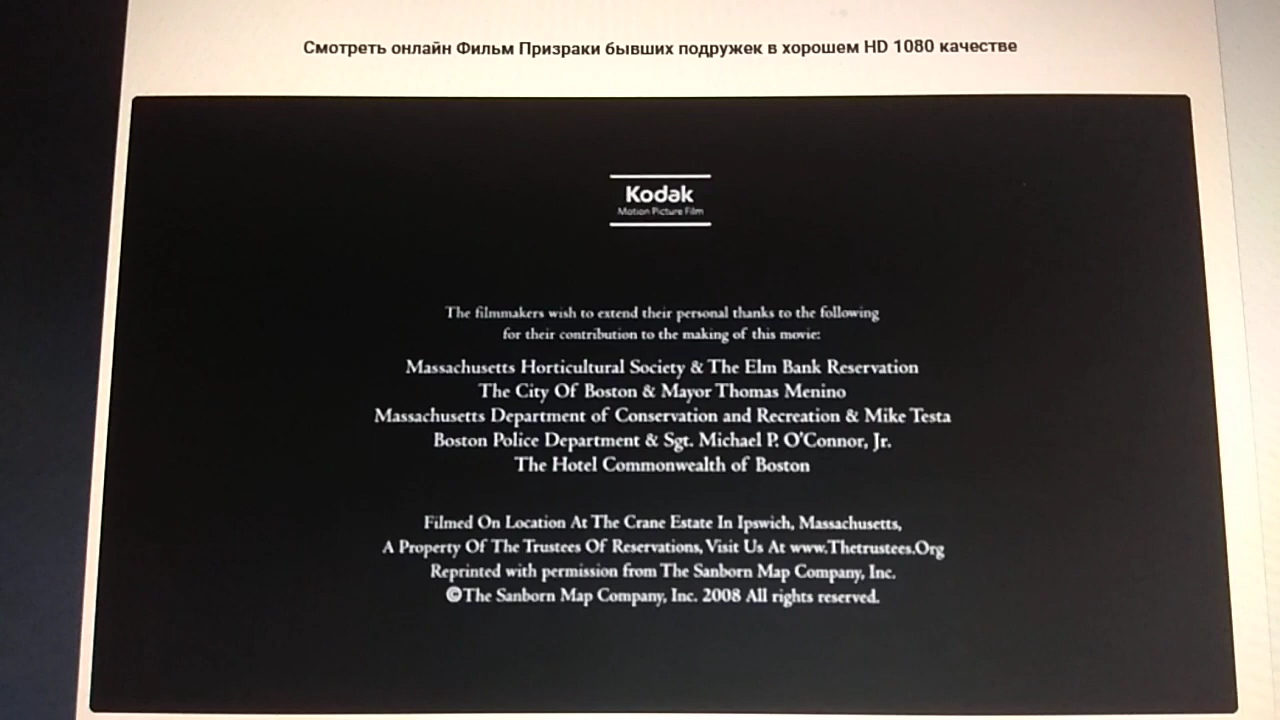 Смотреть онлайн Фильм Призраки бывших подружек в хорошем HD 1080 качестве
Kodak
Motion Picture Film
The filmmakers wish to extend their personal thanks to the following
for their contribution to the making of this movie:
Massachusetts Horticultural Society & The Elm Bank Reservation
The City Of Boston & Mayor Thomas Menino
Massachusetts Department of Conservation and Recreation & Mike Testa
Boston Police Department & Sgt. Michael P. O'Connor, Jr.
The Hotel Commonwealth of Boston
Filmed On Location At The Crane Estate In Ipswich, Massachusetts,
A Property Of The Trustees Of Reservations, Visit Us At www.Thetrustees.Org
Reprinted with permission from The Sanborn Map Company, Inc.
©The Sanborn Map Company, Inc. 2008 All rights reserved.